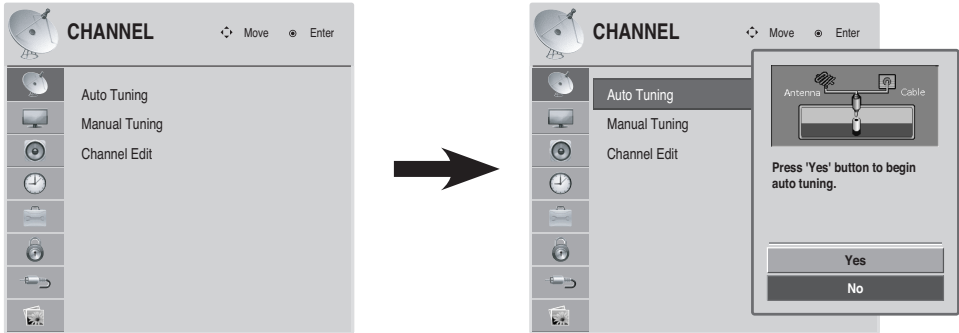 CHANNEL
Move
Enter
Auto Tuning
Manual Tuning
Channel Edit
CHANNEL
Move
Enter
Auto Tuning
Manual Tuning
Channel Edit
Antenna
Cable
Press 'Yes' button to begin
auto tuning.
Yes
No